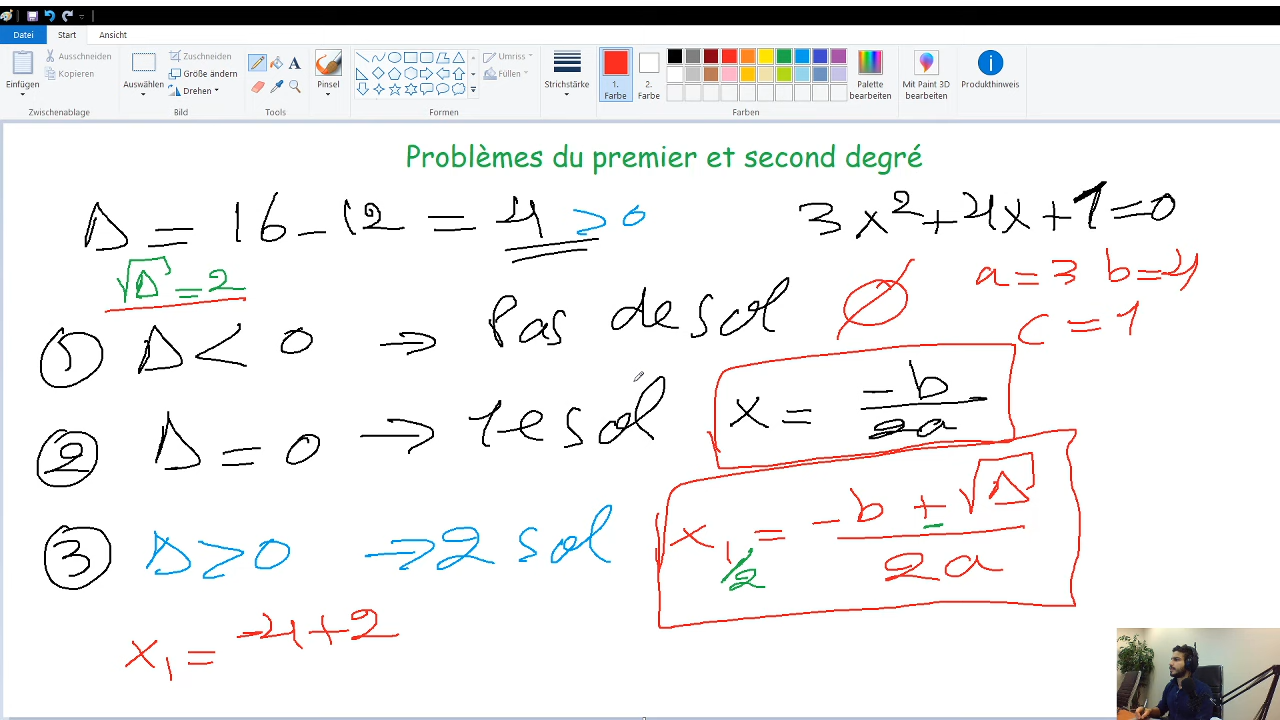 Datei Start Ansicht
Einfügen
Ausschneiden
Zwischenablage
Auswählen
Zuschneiden
Größe ändern
Drehen
Bild
Tools
Pinsel
Formen
Umriss
Füllen
Strichstärke
1. Farbe
2. Farbe
Farben
Palette bearbeiten
Mit Paint 3D bearbeiten
Produkthinweis
Problèmes du premier et second degré
Δ = 16 - 12 = 4 > 0
3x² + 4x + 1 = 0
√Δ = 2
a = 3 b = 4
c = 1
① Δ < 0 → Pas de sol ∅
② Δ = 0 → 1e sol x = -b / 2a
③ Δ > 0 → 2 sol x1/2 = -b ± √Δ / 2a
x1 = -4 + 2